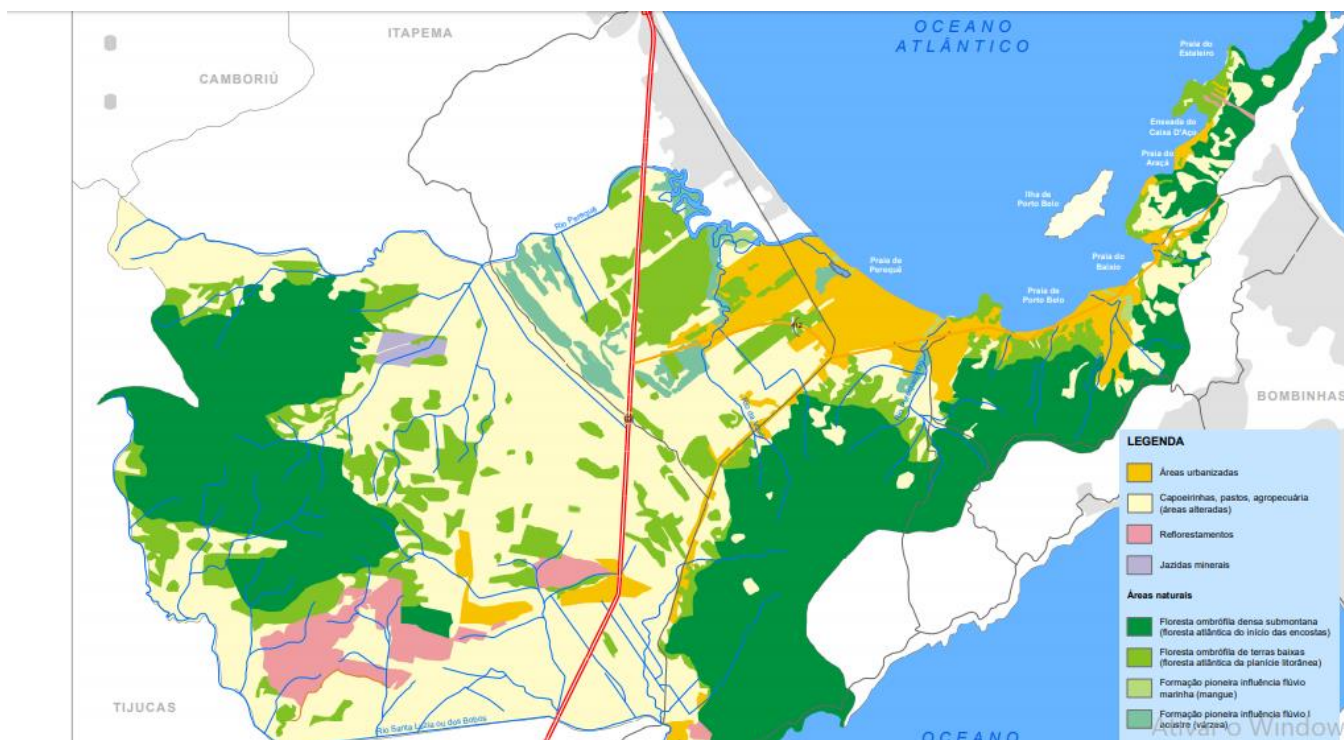 ITAPEMA
OCEANO
ATLÂNTICO
CAMBORIÚ
Praia do
Estaleiro
Enseada do
Caixa D'Aço
Praia do
Araçá
Ilha de
Porto Belo
Rio Perequê
Praia de
Perequê
Praia do
Baixio
Praia de
Porto Belo
BOMBINHAS
TIJUCAS
Rio Santa Luzia ou dos Bobos
OCEANO
LEGENDA
Áreas urbanizadas
Capoeirinhas, pastos, agropecuária
(áreas alteradas)
Reflorestamentos
Jazidas minerais
Áreas naturais
Floresta ombrófila densa submontana
(floresta atlântica do início das encostas)
Floresta ombrófila de terras baixas
(floresta atlântica da planície litorânea)
Formação pioneira influência flúvio
marinha (mangue)
Formação pioneira influência flúvio l
acustre (várzea)
Ativar o Window